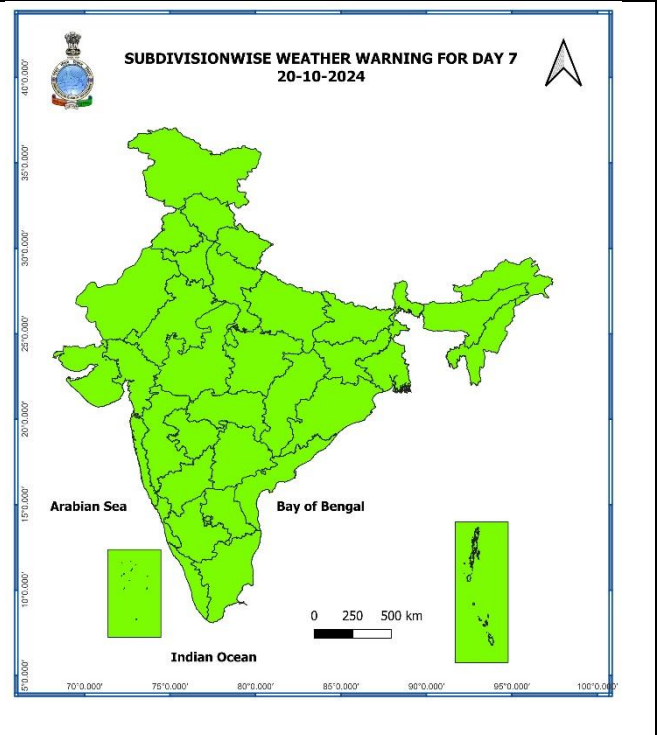 SUBDIVISIONWISE WEATHER WARNING FOR DAY 7
20-10-2024
40°0.000'
35°0.000'
30°0.000'
25°0.000'
20°0.000'
15°0.000'
10°0.000'
5°0.000'
Arabian Sea
Bay of Bengal
0 250 500 km
Indian Ocean
70°0.000' 75°0.000' 80°0.000' 85°0.000' 90°0.000' 95°0.000' 100°0.000'